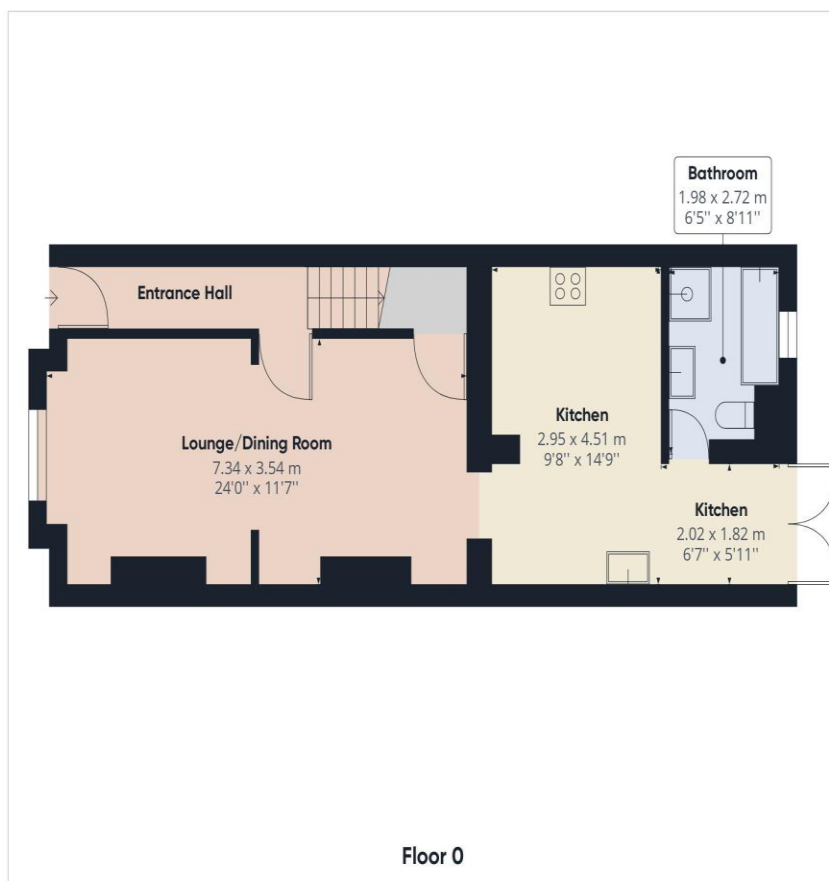 Bathroom
1.98 x 2.72 m
6'5'' x 8'11''
Entrance Hall
Lounge/Dining Room
7.34 x 3.54 m
24'0'' x 11'7''
Kitchen
2.95 x 4.51 m
9'8'' x 14'9''
Kitchen
2.02 x 1.82 m
6'7'' x 5'11''
Floor 0